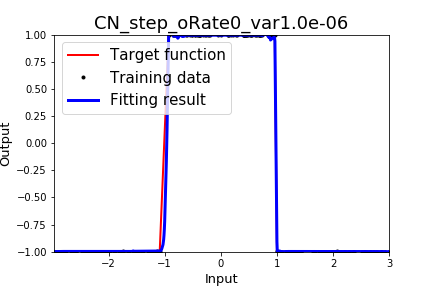 CN_step_oRate0_var1.0e-06
1.00
0.75
0.50
0.25
0.00
−0.25
−0.50
−0.75
−1.00
Output
Target function
Training data
Fitting result
−2
−1
0
1
2
3
Input